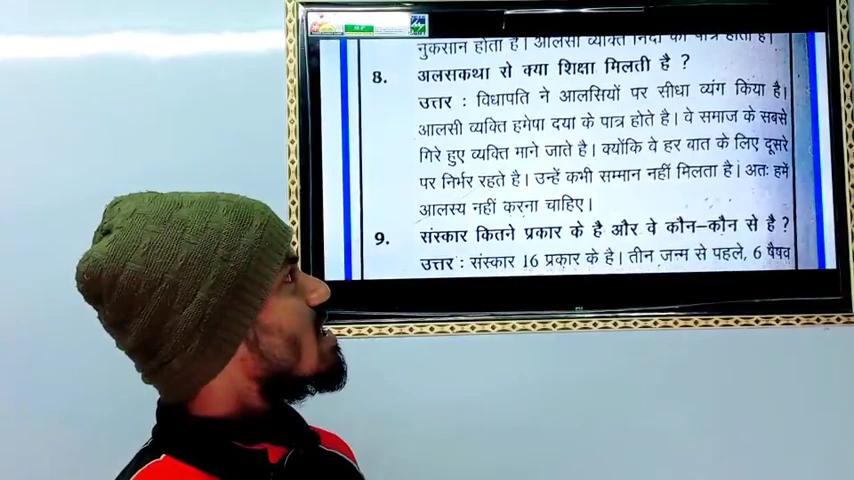 नुकसान होता है। आलसी व्यक्ति निंदा का पात्र होता है।
8. अलसकथा से क्या शिक्षा मिलती है ?
उत्तर : विधापति ने आलसियों पर सीधा व्यंग किया है।
आलसी व्यक्ति हमेषा दया के पात्र होते है। वे समाज के सबसे
गिरे हुए व्यक्ति माने जाते है। क्योंकि वे हर बात के लिए दूसरे
पर निर्भर रहते है। उन्हें कभी सम्मान नहीं मिलता है। अतः हमें
आलस्य नहीं करना चाहिए।
9. संस्कार कितने प्रकार के है और वे कौन-कौन से है ?
उत्तर : संस्कार 16 प्रकार के है। तीन जन्म से पहले, 6 षैषव